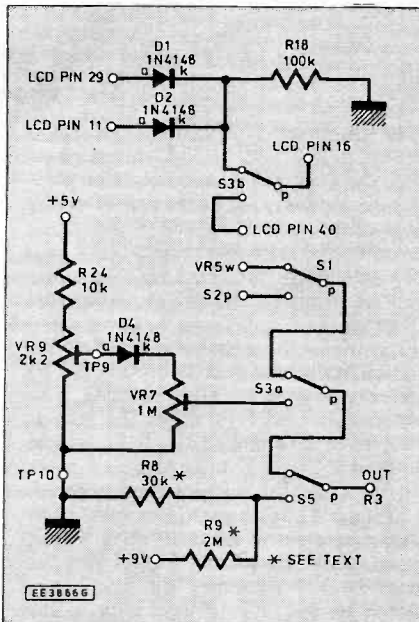 D1
1N4148
LCD PIN 29
a
k
R18
100k
D2
1N4148
LCD PIN 11
a
k
LCD PIN 16
S3b
p
LCD PIN 40
+5V
VR5w
S1
p
S2p
R24
10k
D4
1N4148
VR9
2k2
a
k
TP9
VR7
1M
S3a
p
TP10
R8
30k
*
OUT
S5
p
R3
R9
2M
*
+9V
* SEE TEXT
EE3866G